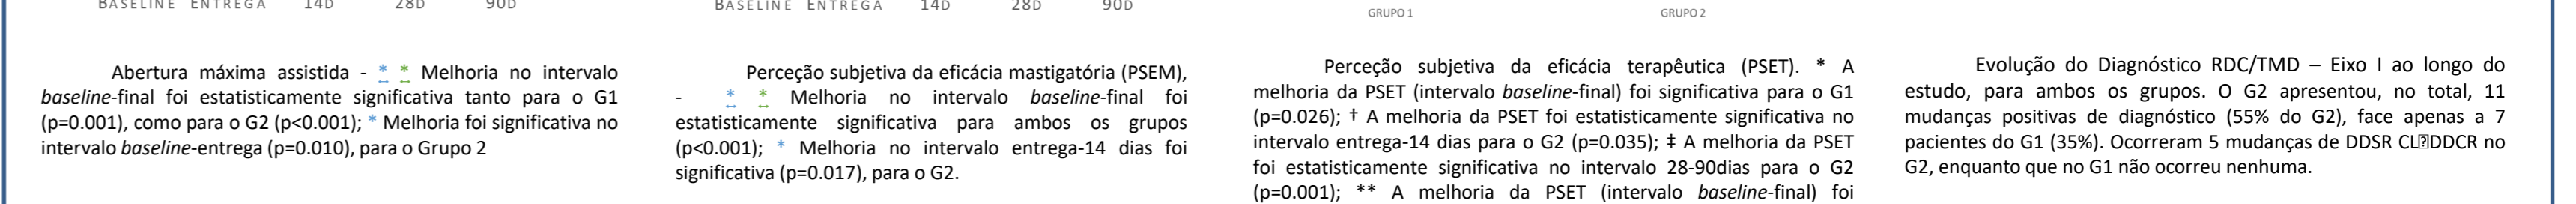 BASELINE ENTREGA 14D 28D 90D
BASELINE ENTREGA 14D 28D 90D
GRUPO 1 GRUPO 2
Abertura máxima assistida - * * Melhoria no intervalo
baseline-final foi estatisticamente significativa tanto para o G1
(p=0.001), como para o G2 (p<0.001); * Melhoria foi significativa no
intervalo baseline-entrega (p=0.010), para o Grupo 2
Perceção subjetiva da eficácia mastigatória (PSEM),
- * * Melhoria no intervalo baseline-final foi
estatisticamente significativa para ambos os grupos
(p<0.001); * Melhoria no intervalo entrega-14 dias foi
significativa (p=0.017), para o G2.
Perceção subjetiva da eficácia terapêutica (PSET). * A
melhoria da PSET (intervalo baseline-final) foi significativa para o G1
(p=0.026); † A melhoria da PSET foi estatisticamente significativa no
intervalo entrega-14 dias para o G2 (p=0.035); ‡ A melhoria da PSET
foi estatisticamente significativa no intervalo 28-90dias para o G2
(p=0.001); ** A melhoria da PSET (intervalo baseline-final) foi
Evolução do Diagnóstico RDC/TMD – Eixo I ao longo do
estudo, para ambos os grupos. O G2 apresentou, no total, 11
mudanças positivas de diagnóstico (55% do G2), face apenas a 7
pacientes do G1 (35%). Ocorreram 5 mudanças de DDSR CL⍰DDCR no
G2, enquanto que no G1 não ocorreu nenhuma.